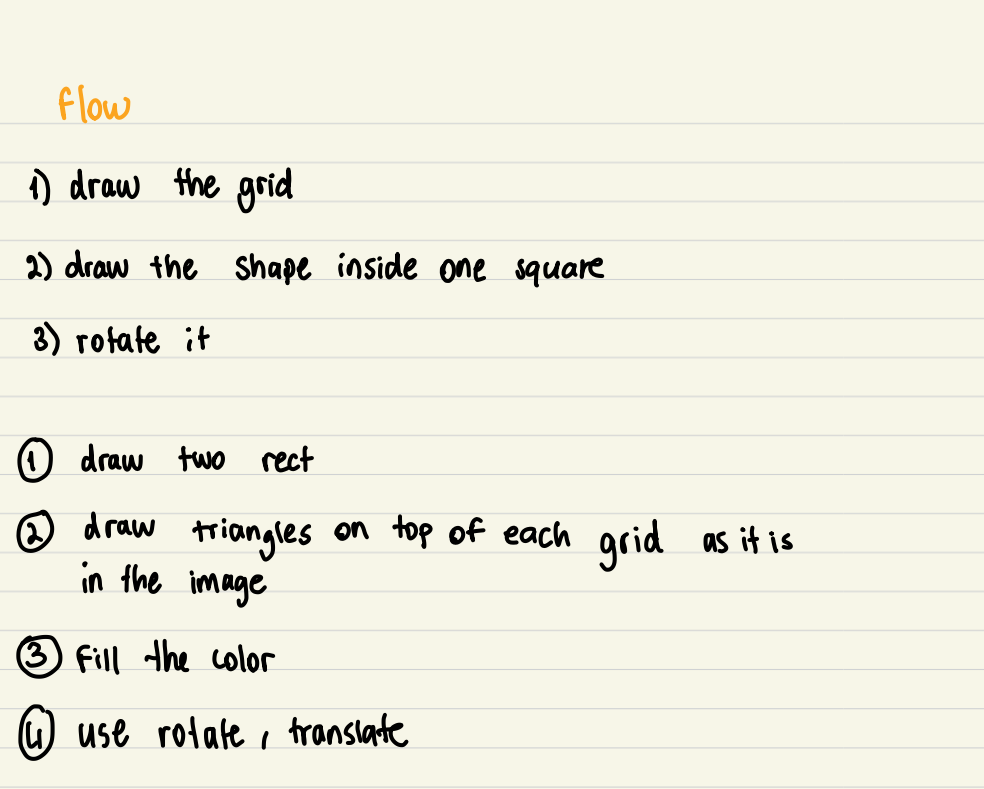 flow
1) draw the grid
2) draw the shape inside one square
3) rotate it
① draw two rect
② draw triangles on top of each grid as it is
in the image
③ Fill the color
④ use rotate, translate